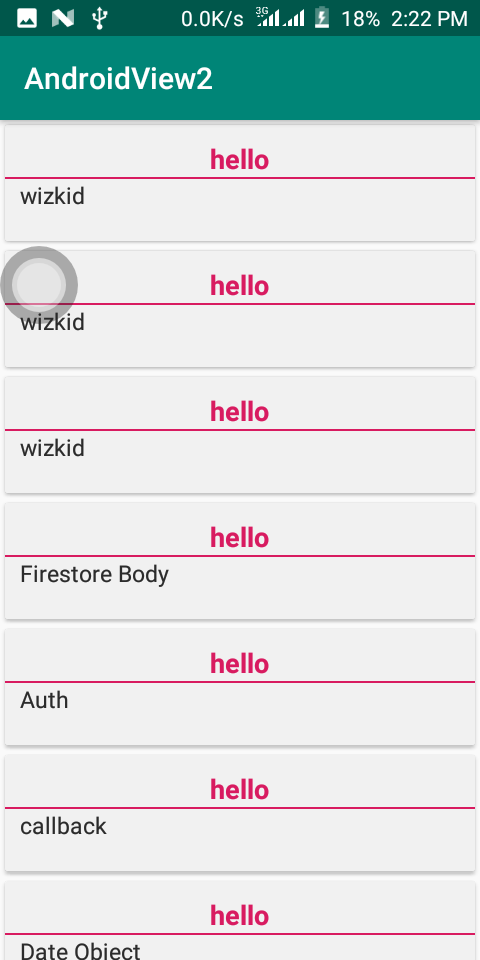 0.0K/s 3G 18% 2:22 PM
AndroidView2
hello
wizkid
hello
wizkid
hello
wizkid
hello
Firestore Body
hello
Auth
hello
callback
hello
Date Object